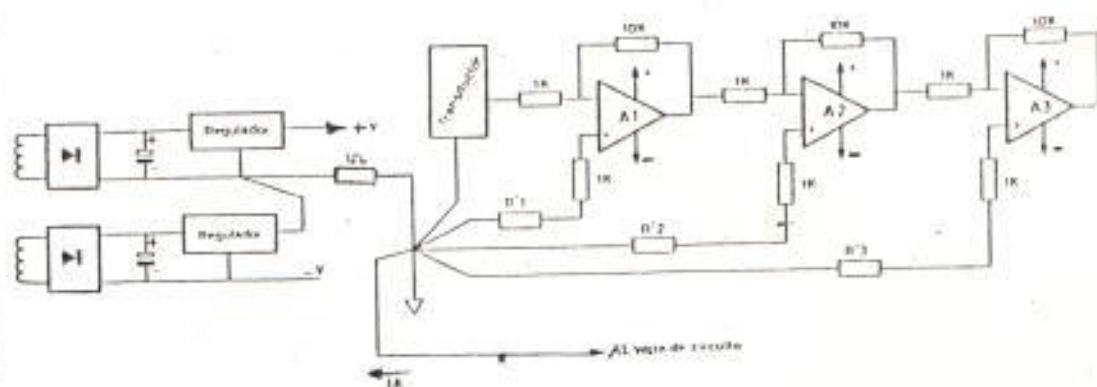 Regulador
+V
Regulador
-V
Transductor
1K
10K
A1
+
-
1K
1K
10K
A2
+
-
1K
1K
10K
A3
+
-
1K
R'1
R'2
R'3
Al resto de circuito
1A